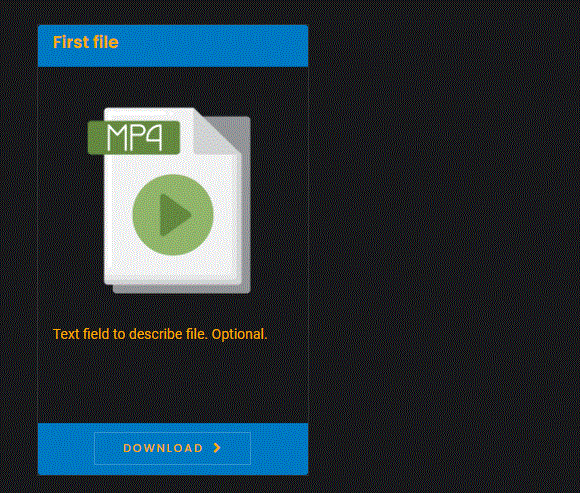 First file
MP4
Text field to describe file. Optional.
DOWNLOAD